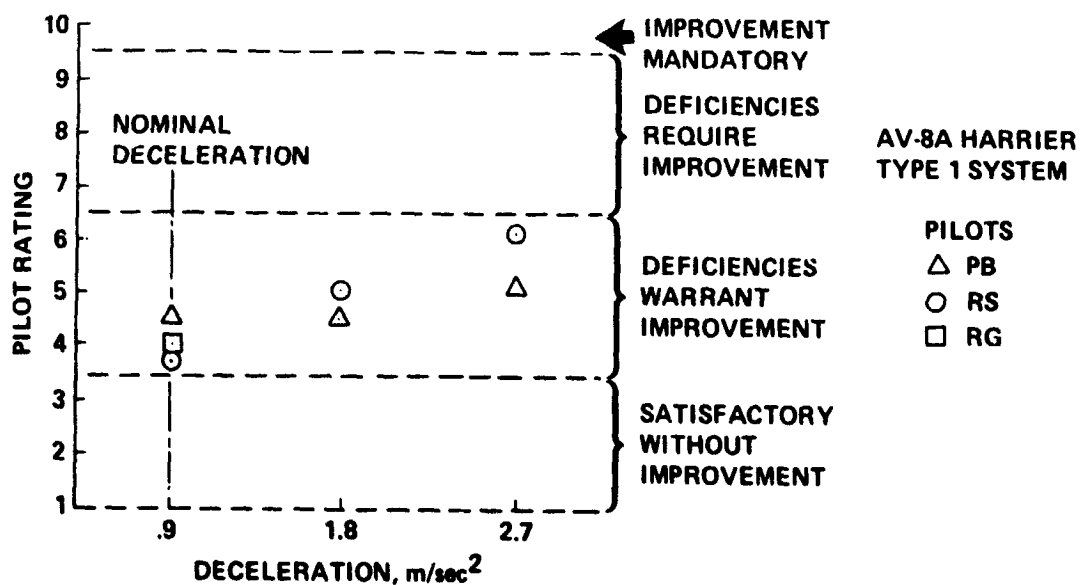 10
9
8
7
6
5
4
3
2
1
PILOT RATING
NOMINAL
DECELERATION
.9
1.8
2.7
DECELERATION, m/sec2
IMPROVEMENT
MANDATORY
DEFICIENCIES
REQUIRE
IMPROVEMENT
DEFICIENCIES
WARRANT
IMPROVEMENT
SATISFACTORY
WITHOUT
IMPROVEMENT
AV-8A HARRIER
TYPE 1 SYSTEM
PILOTS
PB
RS
RG